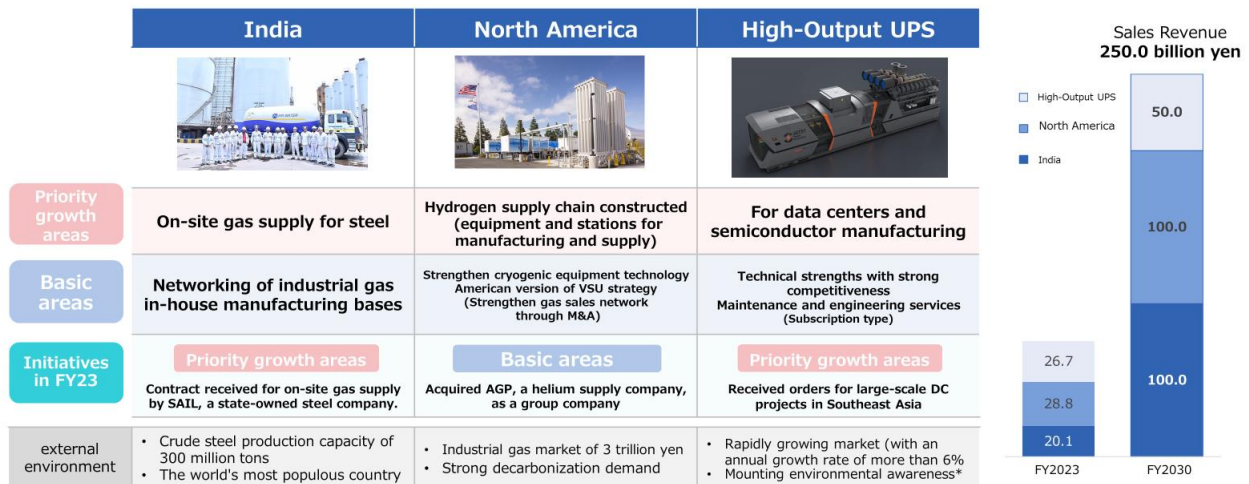 India
North America
High-Output UPS
Priority
growth
areas
On-site gas supply for steel
Hydrogen supply chain constructed
(equipment and stations for
manufacturing and supply)
For data centers and
semiconductor manufacturing
Basic
areas
Networking of industrial gas
in-house manufacturing bases
Strengthen cryogenic equipment technology
American version of VSU strategy
(Strengthen gas sales network
through M&A)
Technical strengths with strong
competitiveness
Maintenance and engineering services
(Subscription type)
Initiatives
in FY23
Priority growth areas
Contract received for on-site gas supply
by SAIL, a state-owned steel company.
Basic areas
Acquired AGP, a helium supply company,
as a group company
Priority growth areas
Received orders for large-scale DC
projects in Southeast Asia
external
environment
• Crude steel production capacity of
300 million tons
• The world's most populous country
• Industrial gas market of 3 trillion yen
• Strong decarbonization demand
• Rapidly growing market (with an
annual growth rate of more than 6%
• Mounting environmental awareness*
Sales Revenue
250.0 billion yen
High-Output UPS
North America
India
26.7
28.8
20.1
FY2023
50.0
100.0
100.0
FY2030